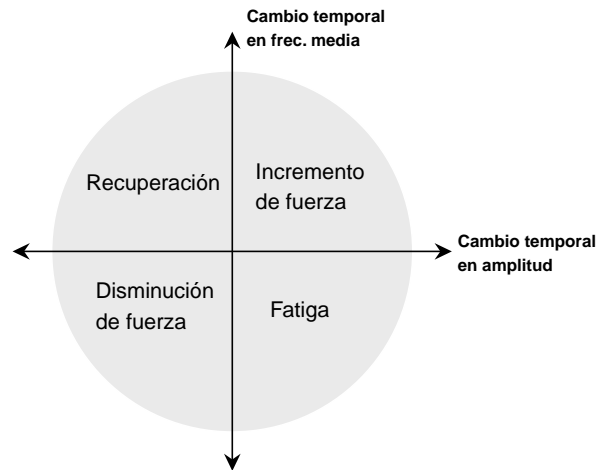 Cambio temporal
en frec. media
Recuperación
Incremento
de fuerza
Cambio temporal
en amplitud
Disminución
de fuerza
Fatiga